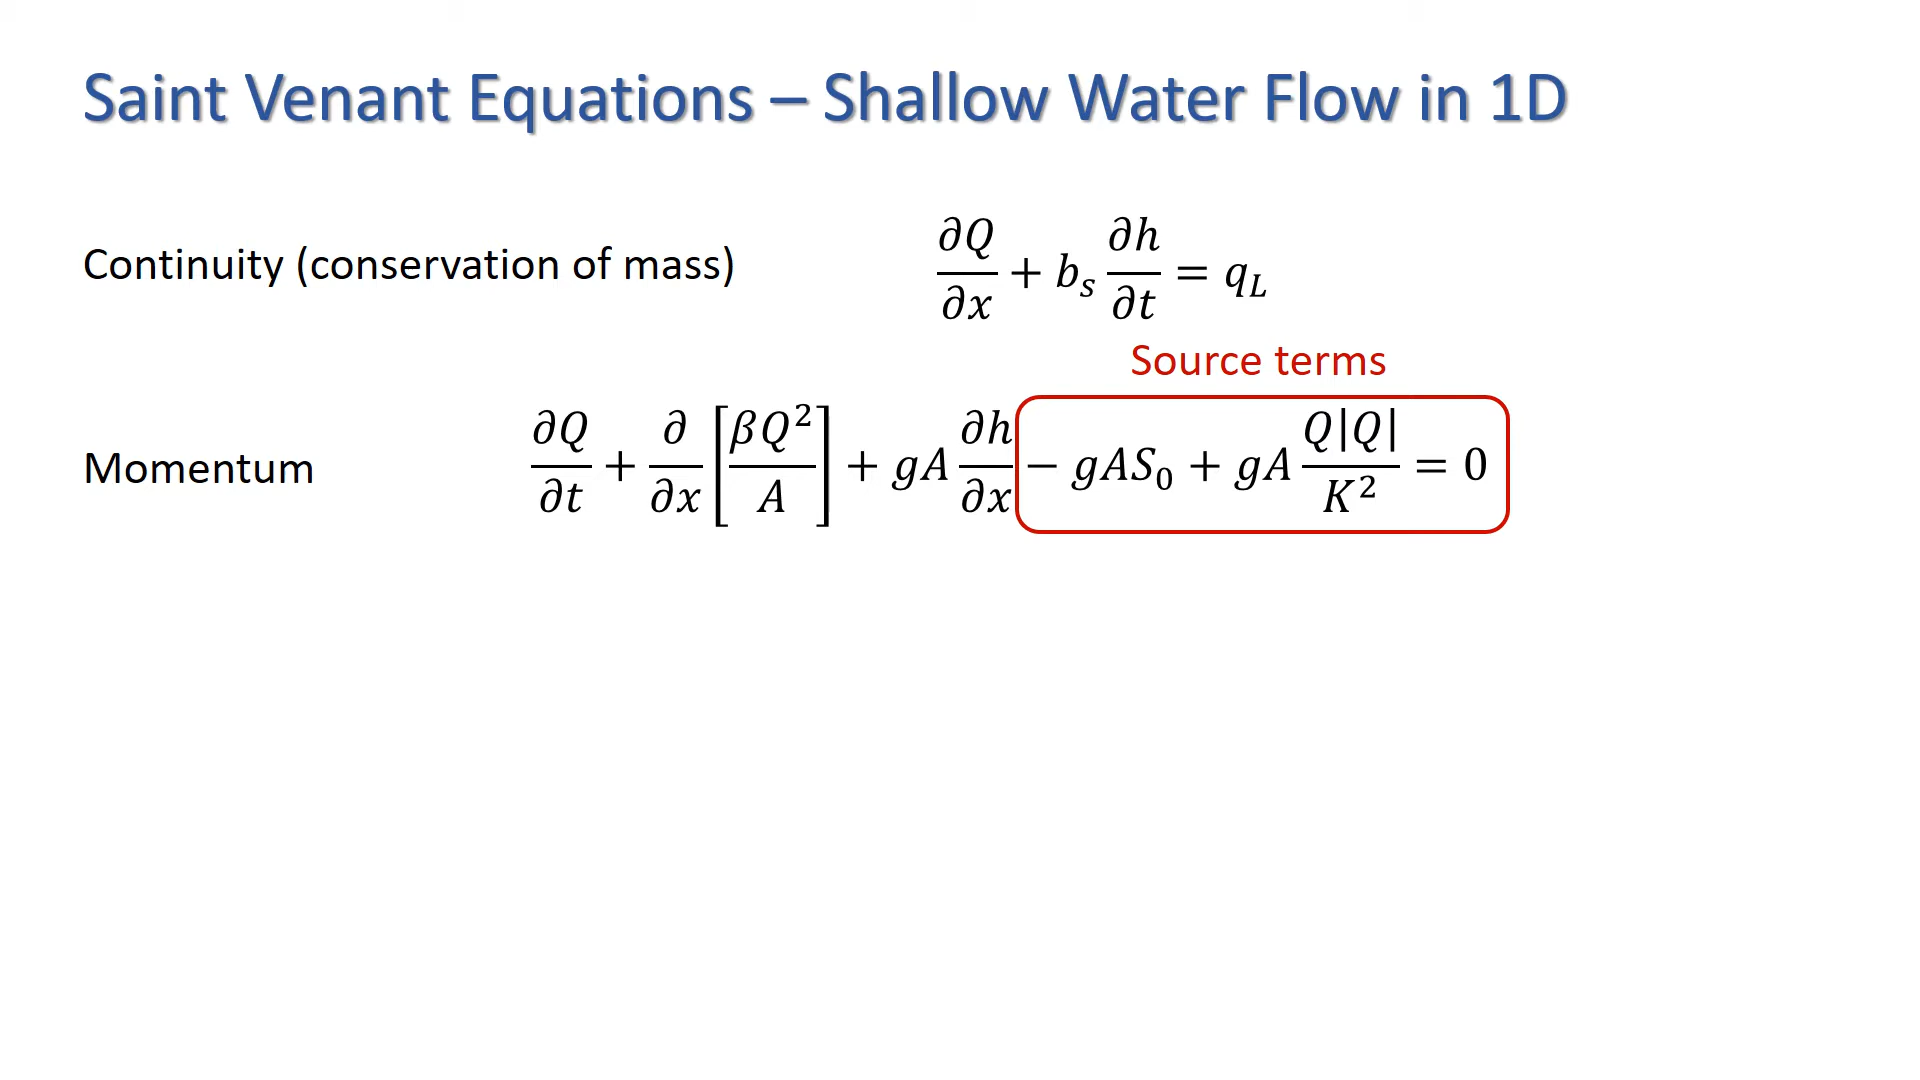 Saint Venant Equations – Shallow Water Flow in 1D
Continuity (conservation of mass) ∂Q/∂x + b_s ∂h/∂t = q_L
Source terms
Momentum ∂Q/∂t + ∂/∂x [βQ²/A] + gA ∂h/∂x − gAS₀ + gA Q|Q|/K² = 0